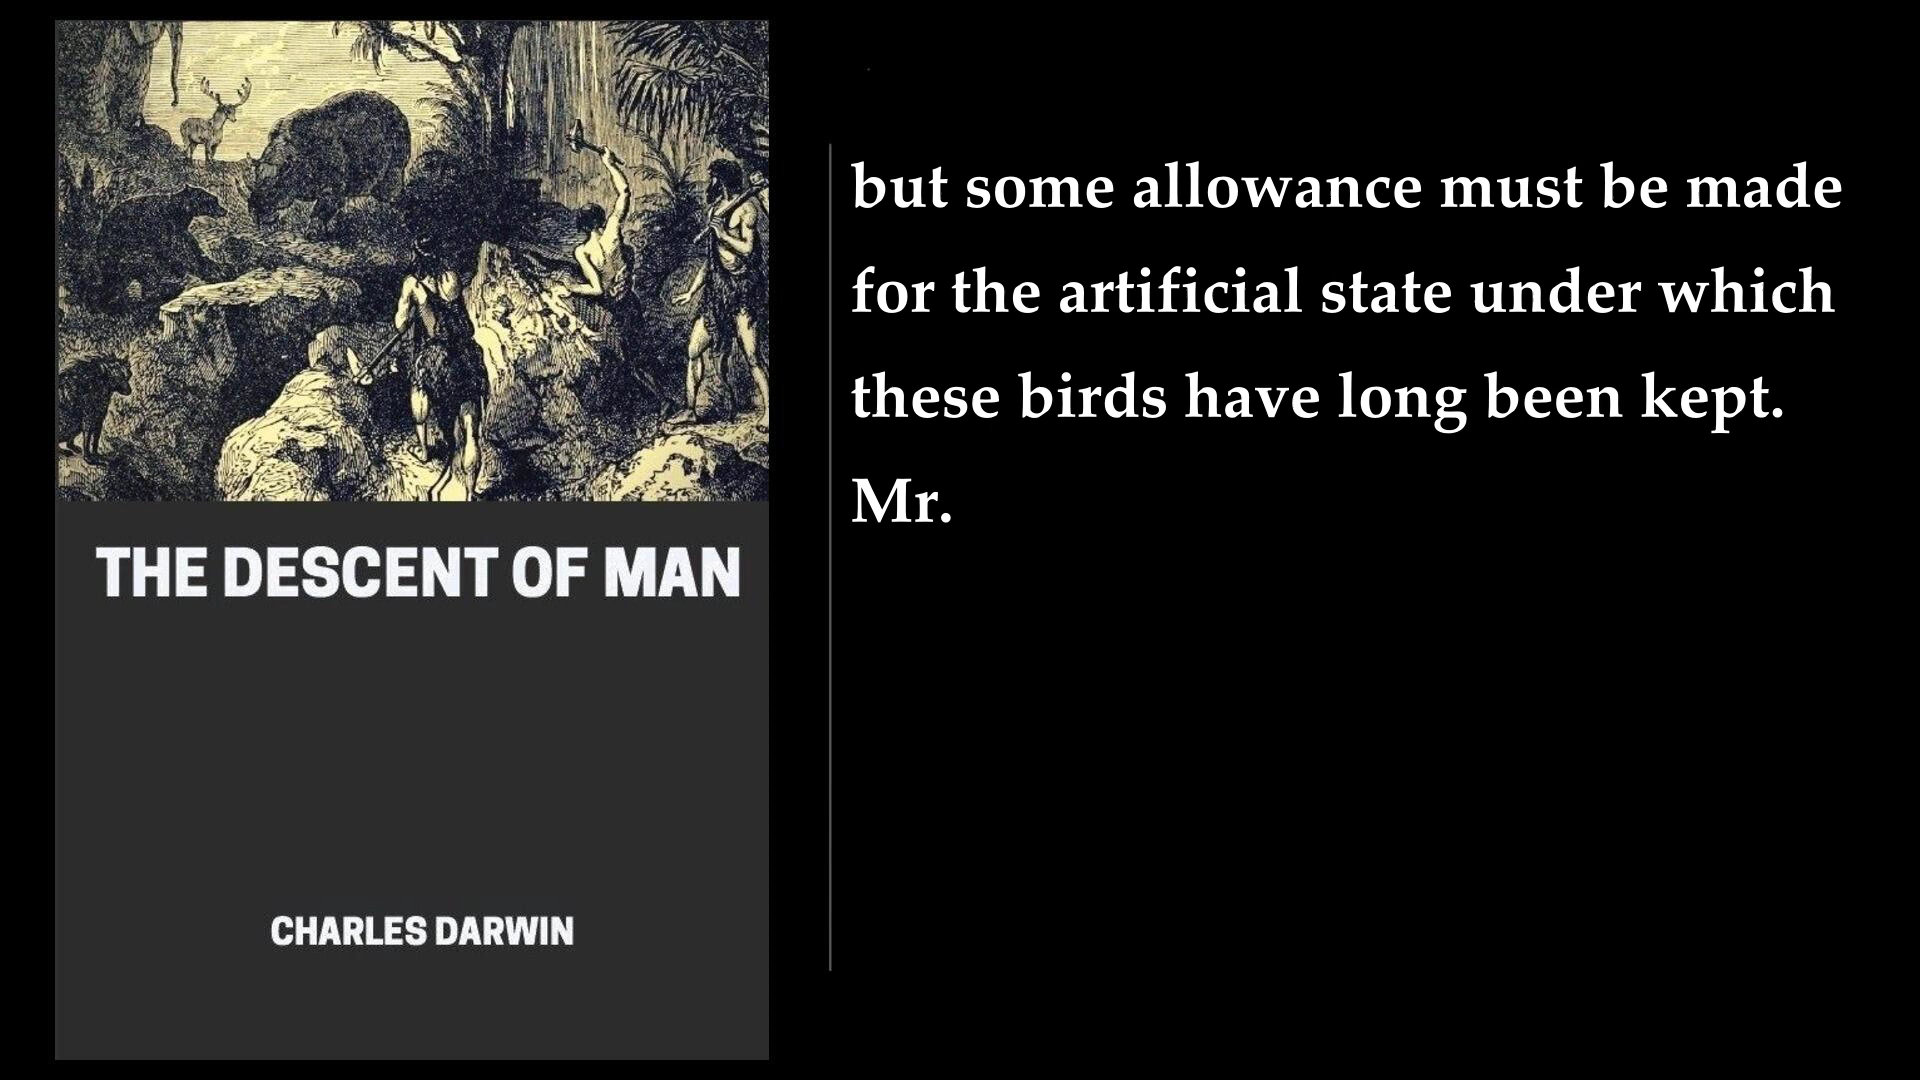 THE DESCENT OF MAN
CHARLES DARWIN
but some allowance must be made
for the artificial state under which
these birds have long been kept.
Mr.